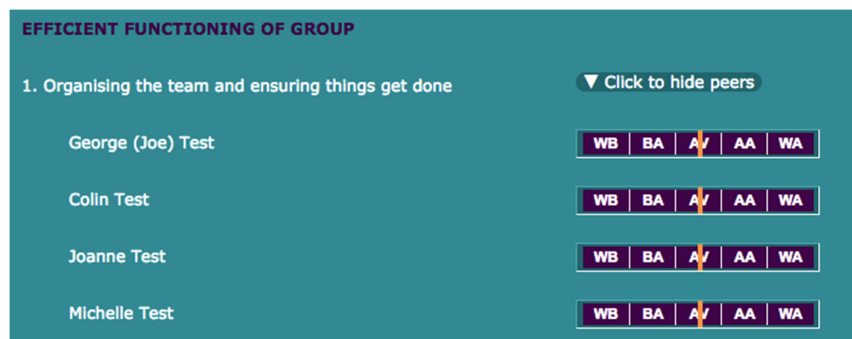 EFFICIENT FUNCTIONING OF GROUP
1. Organising the team and ensuring things get done ▼ Click to hide peers
George (Joe) Test WB BA AV AA WA
Colin Test WB BA AV AA WA
Joanne Test WB BA AV AA WA
Michelle Test WB BA AV AA WA